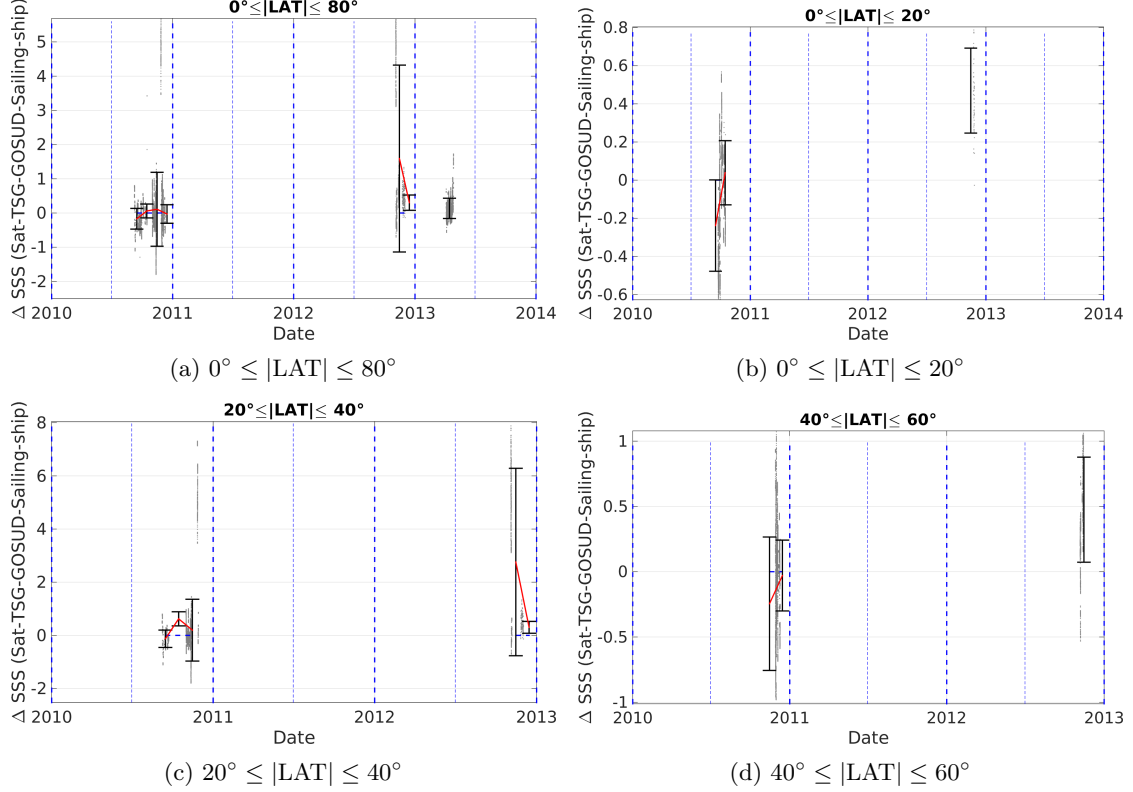 0°≤|LAT|≤ 80°
Δ SSS (Sat-TSG-GOSUD-Sailing-ship)
5
4
3
2
1
0
-1
-2
2010 2011 2012 2013 2014
Date
(a) 0° ≤ |LAT| ≤ 80°
0°≤|LAT|≤ 20°
Δ SSS (Sat-TSG-GOSUD-Sailing-ship)
0.8
0.6
0.4
0.2
0
-0.2
-0.4
-0.6
2010 2011 2012 2013 2014
Date
(b) 0° ≤ |LAT| ≤ 20°
20°≤|LAT|≤ 40°
Δ SSS (Sat-TSG-GOSUD-Sailing-ship)
8
6
4
2
0
-2
2010 2011 2012 2013
Date
(c) 20° ≤ |LAT| ≤ 40°
40°≤|LAT|≤ 60°
Δ SSS (Sat-TSG-GOSUD-Sailing-ship)
1
0.5
0
-0.5
-1
2010 2011 2012 2013
Date
(d) 40° ≤ |LAT| ≤ 60°